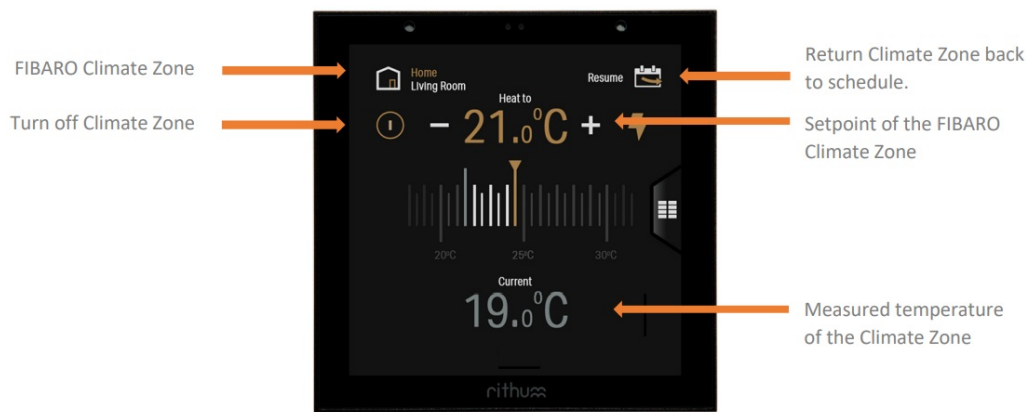 FIBARO Climate Zone
Turn off Climate Zone
Home
Living Room
Resume
Heat to
21.0°C
20°C
25°C
30°C
Current
19.0°C
rithum
Return Climate Zone back
to schedule.
Setpoint of the FIBARO
Climate Zone
Measured temperature
of the Climate Zone